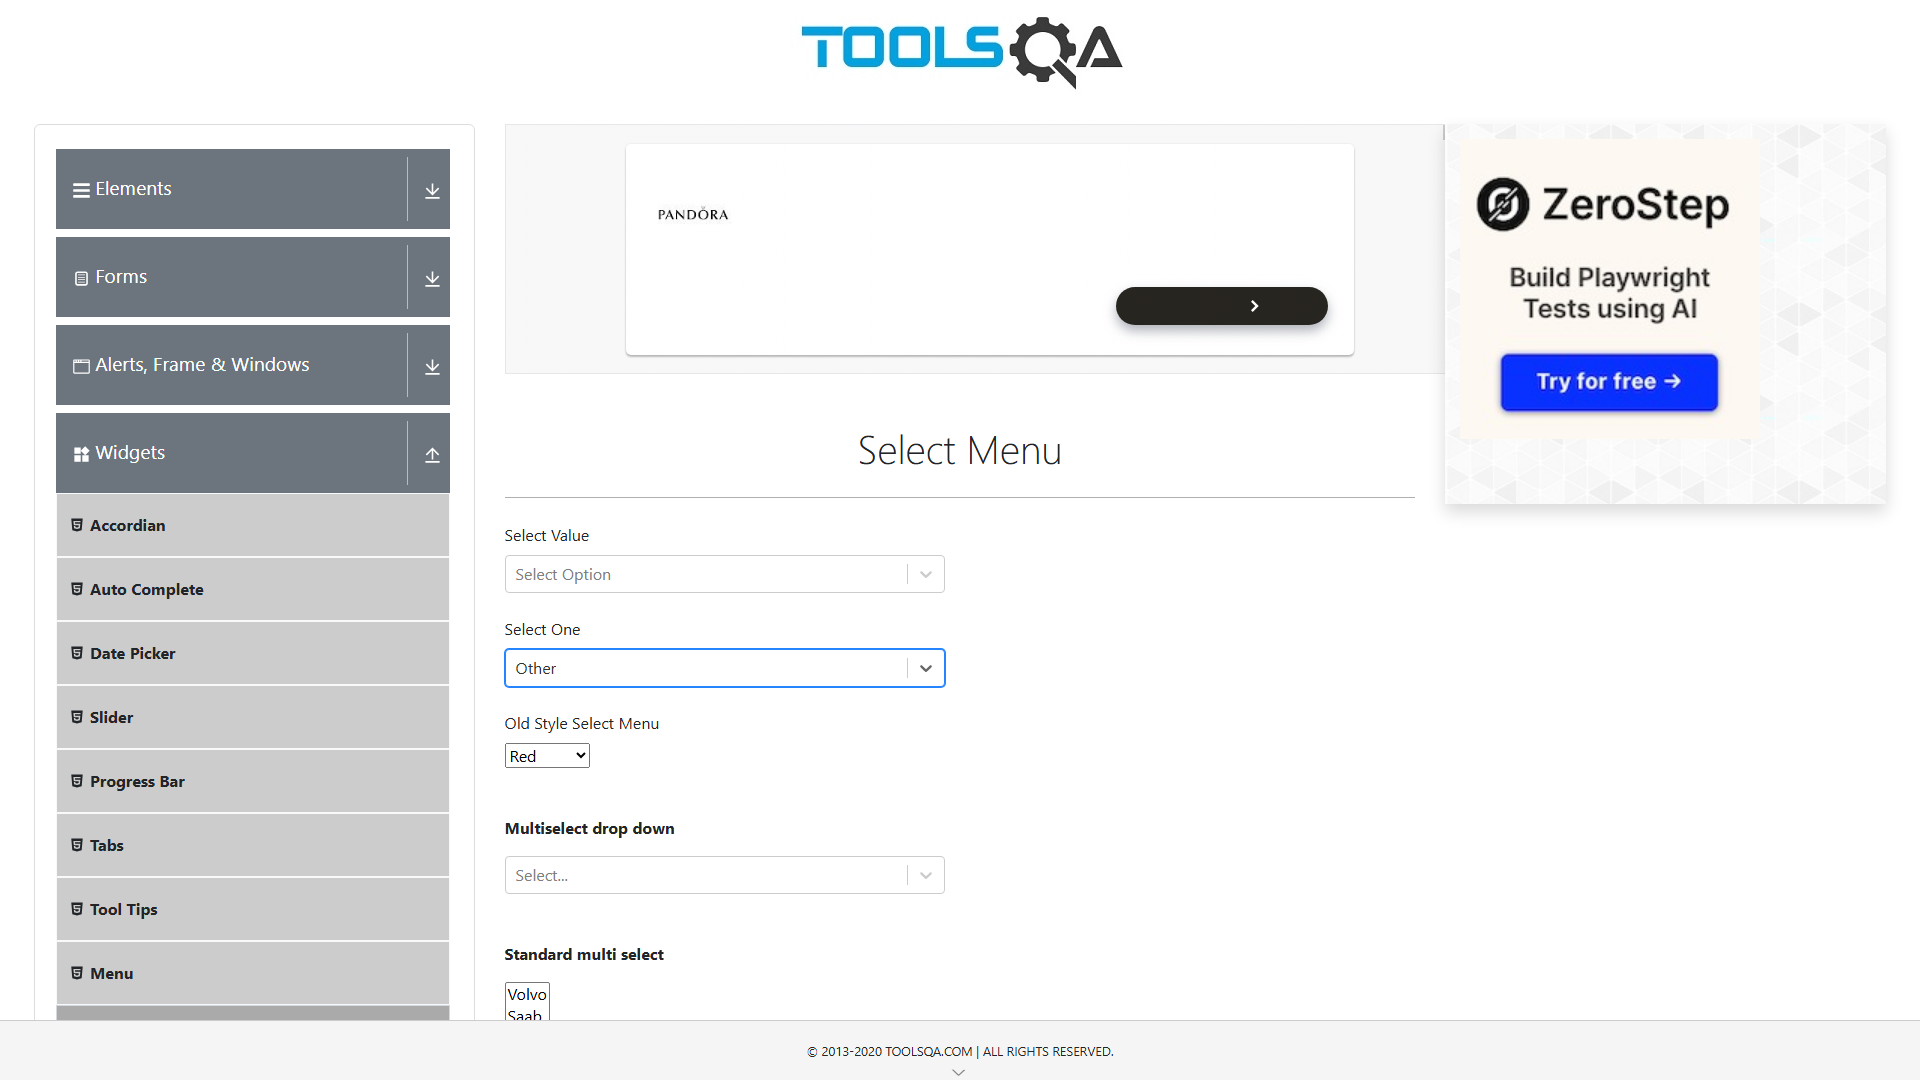 TOOLSQA
Elements
Forms
Alerts, Frame & Windows
Widgets
Accordian
Auto Complete
Date Picker
Slider
Progress Bar
Tabs
Tool Tips
Menu
PANDORA
Select Menu
Select Value
Select Option
Select One
Other
Old Style Select Menu
Red
Multiselect drop down
Select...
Standard multi select
Volvo
Saab
ZeroStep
Build Playwright
Tests using AI
Try for free →
© 2013-2020 TOOLSQA.COM | ALL RIGHTS RESERVED.